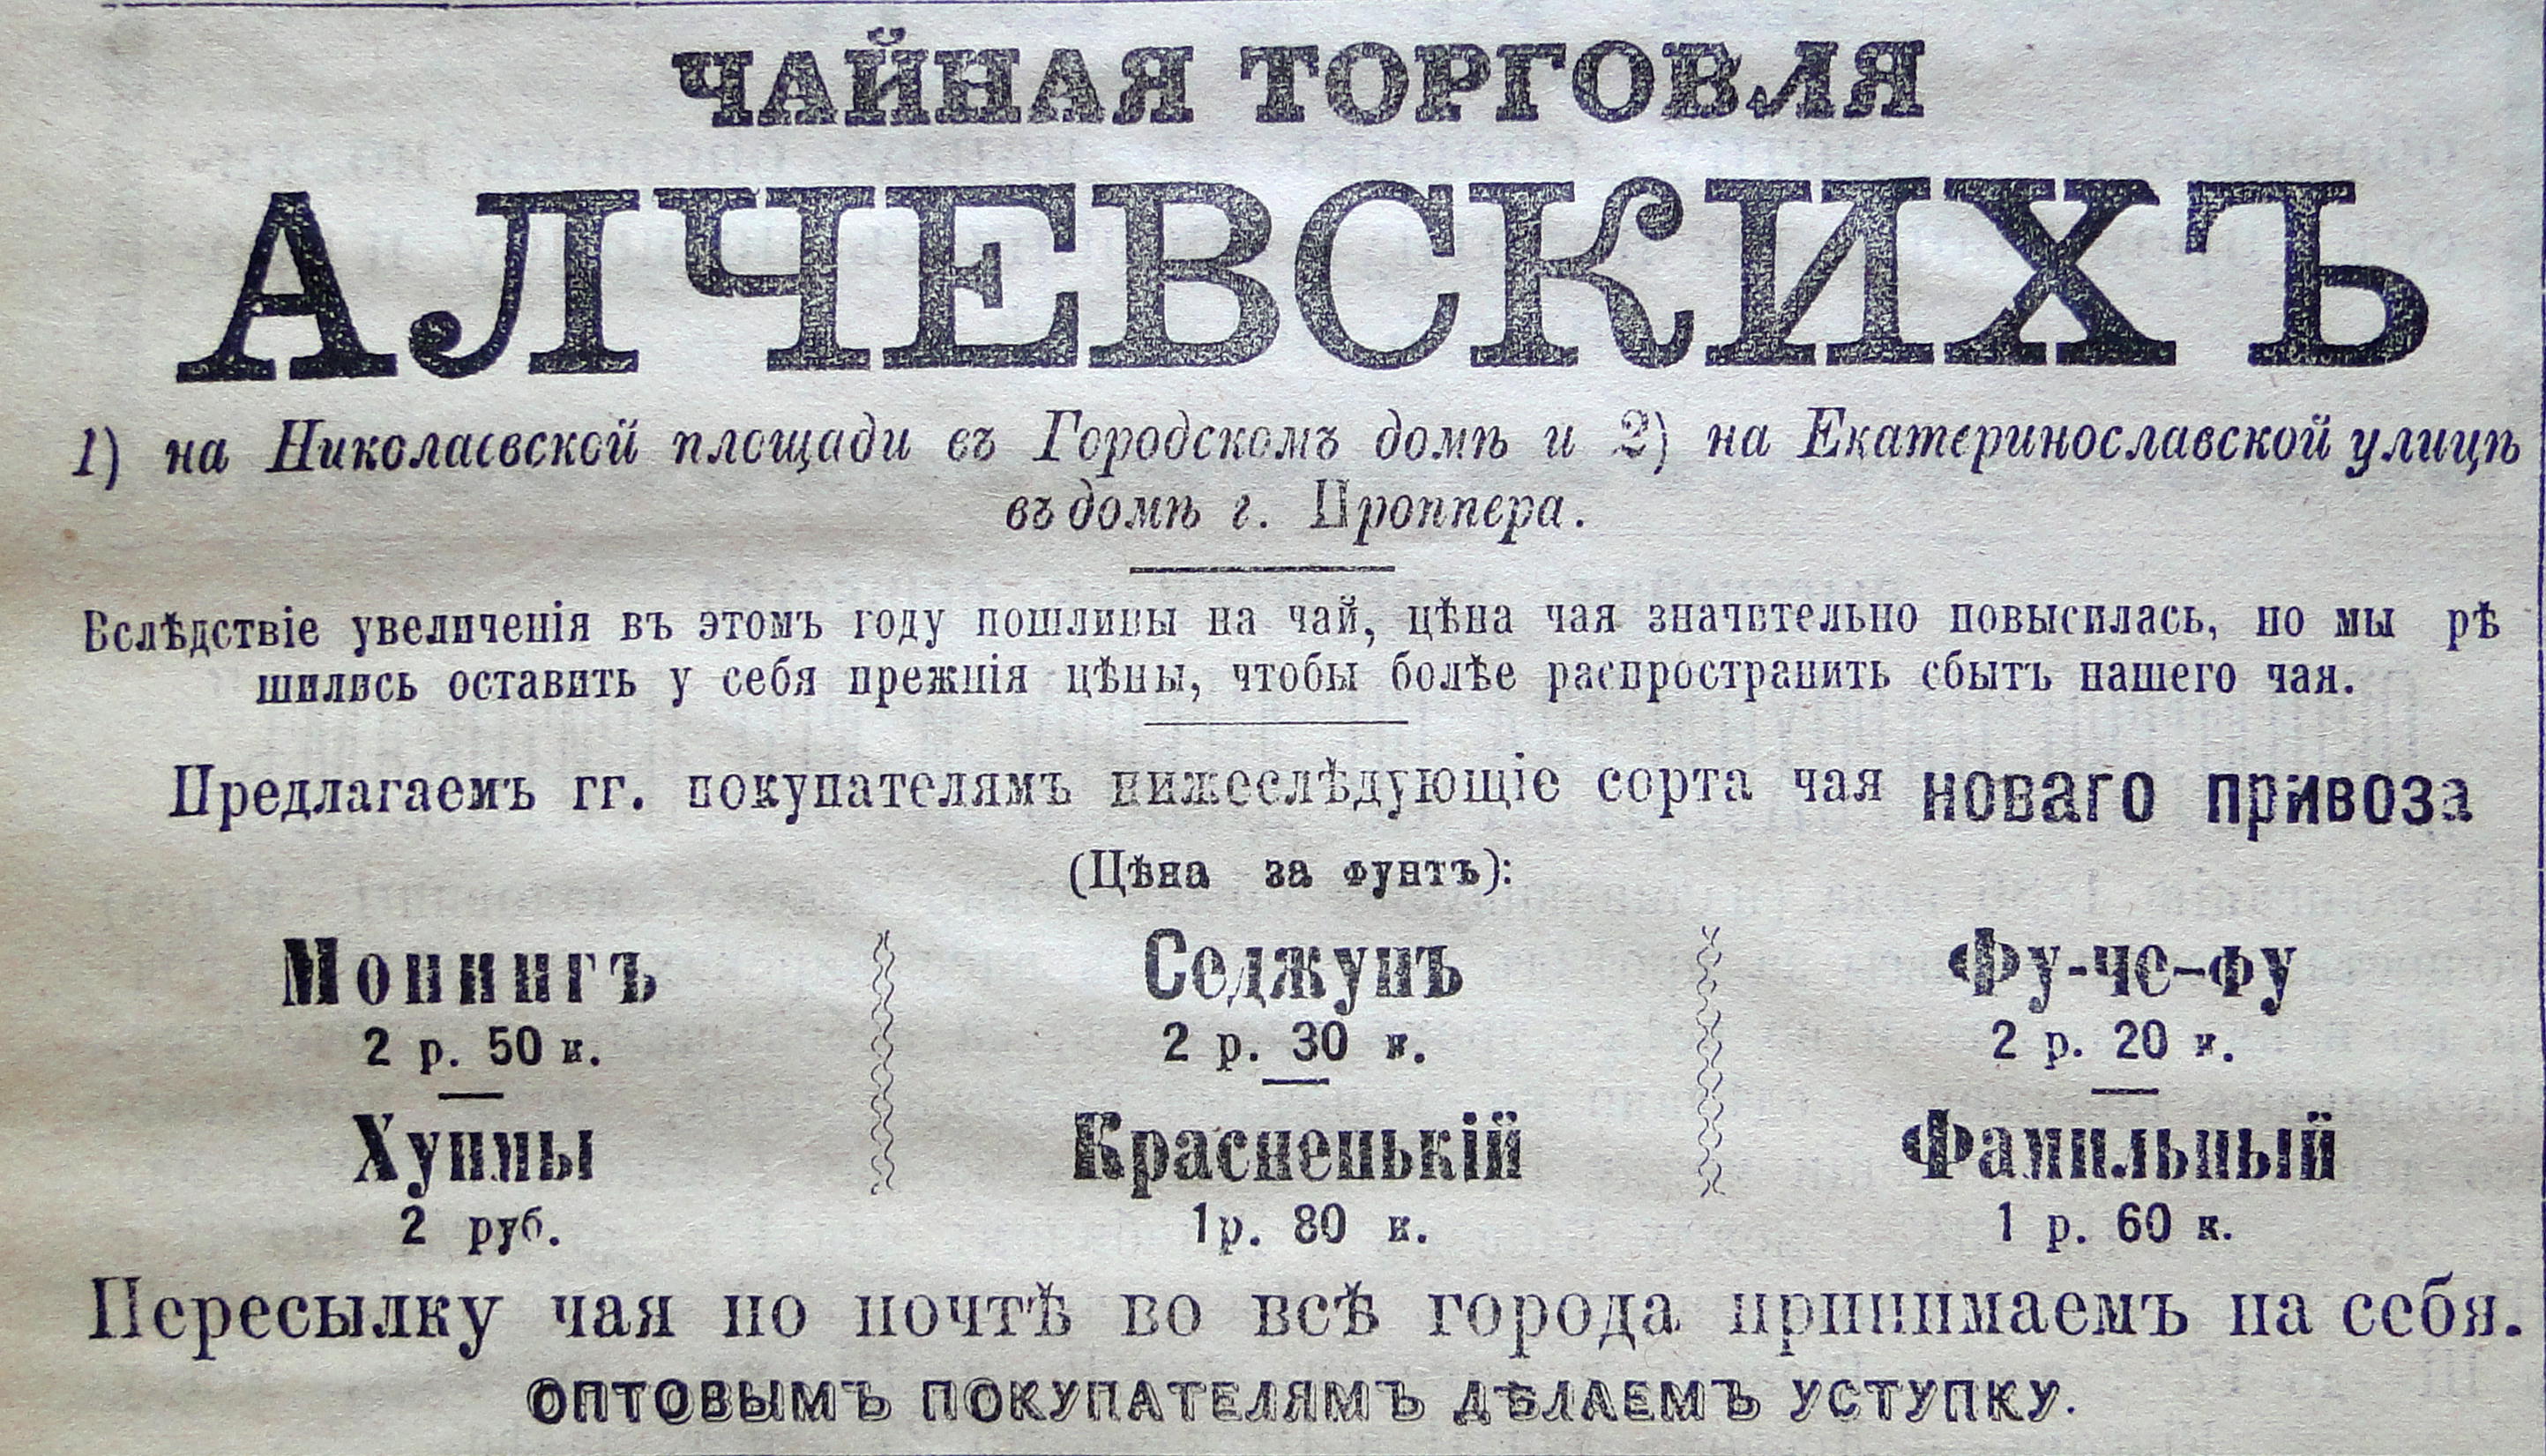 ЧАЙНАЯ ТОРГОВЛЯ
АЛЧЕВСКИХЪ
1) на Николаевской площади въ Городскомъ домѣ и 2) на Екатеринославской улицѣ
въ домѣ г. Проппера.
Вслѣдствіе увеличенія въ этомъ году пошлины на чай, цѣна чая значительно повысилась, но мы рѣ
шились оставить у себя прежнія цѣны, чтобы болѣе распространить сбытъ нашего чая.
Предлагаемъ гг. покупателямъ нижеслѣдующіе сорта чая новаго привоза
(Цѣна за фунтъ):
Монингъ
2 р. 50 к.
Хунмы
2 руб.
Седжунъ
2 р. 30 к.
Красненькій
1 р. 80 к.
Фу-че-фу
2 р. 20 к.
Фамильный
1 р. 60 к.
Пересылку чая по почтѣ во всѣ города принимаемъ на себя.
ОПТОВЫМЪ ПОКУПАТЕЛЯМЪ ДѢЛАЕМЪ УСТУПКУ.